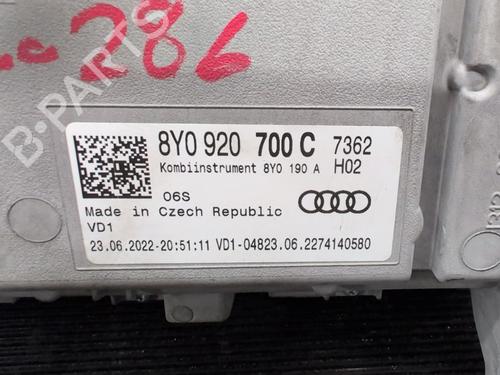 286
B-PARTS
8Y0 920 700 C 7362
Kombiinstrument 8Y0 190 A H02
06S
Made in Czech Republic
VD1
23.06.2022-20:51:11 VD1-04823.06.2274140580